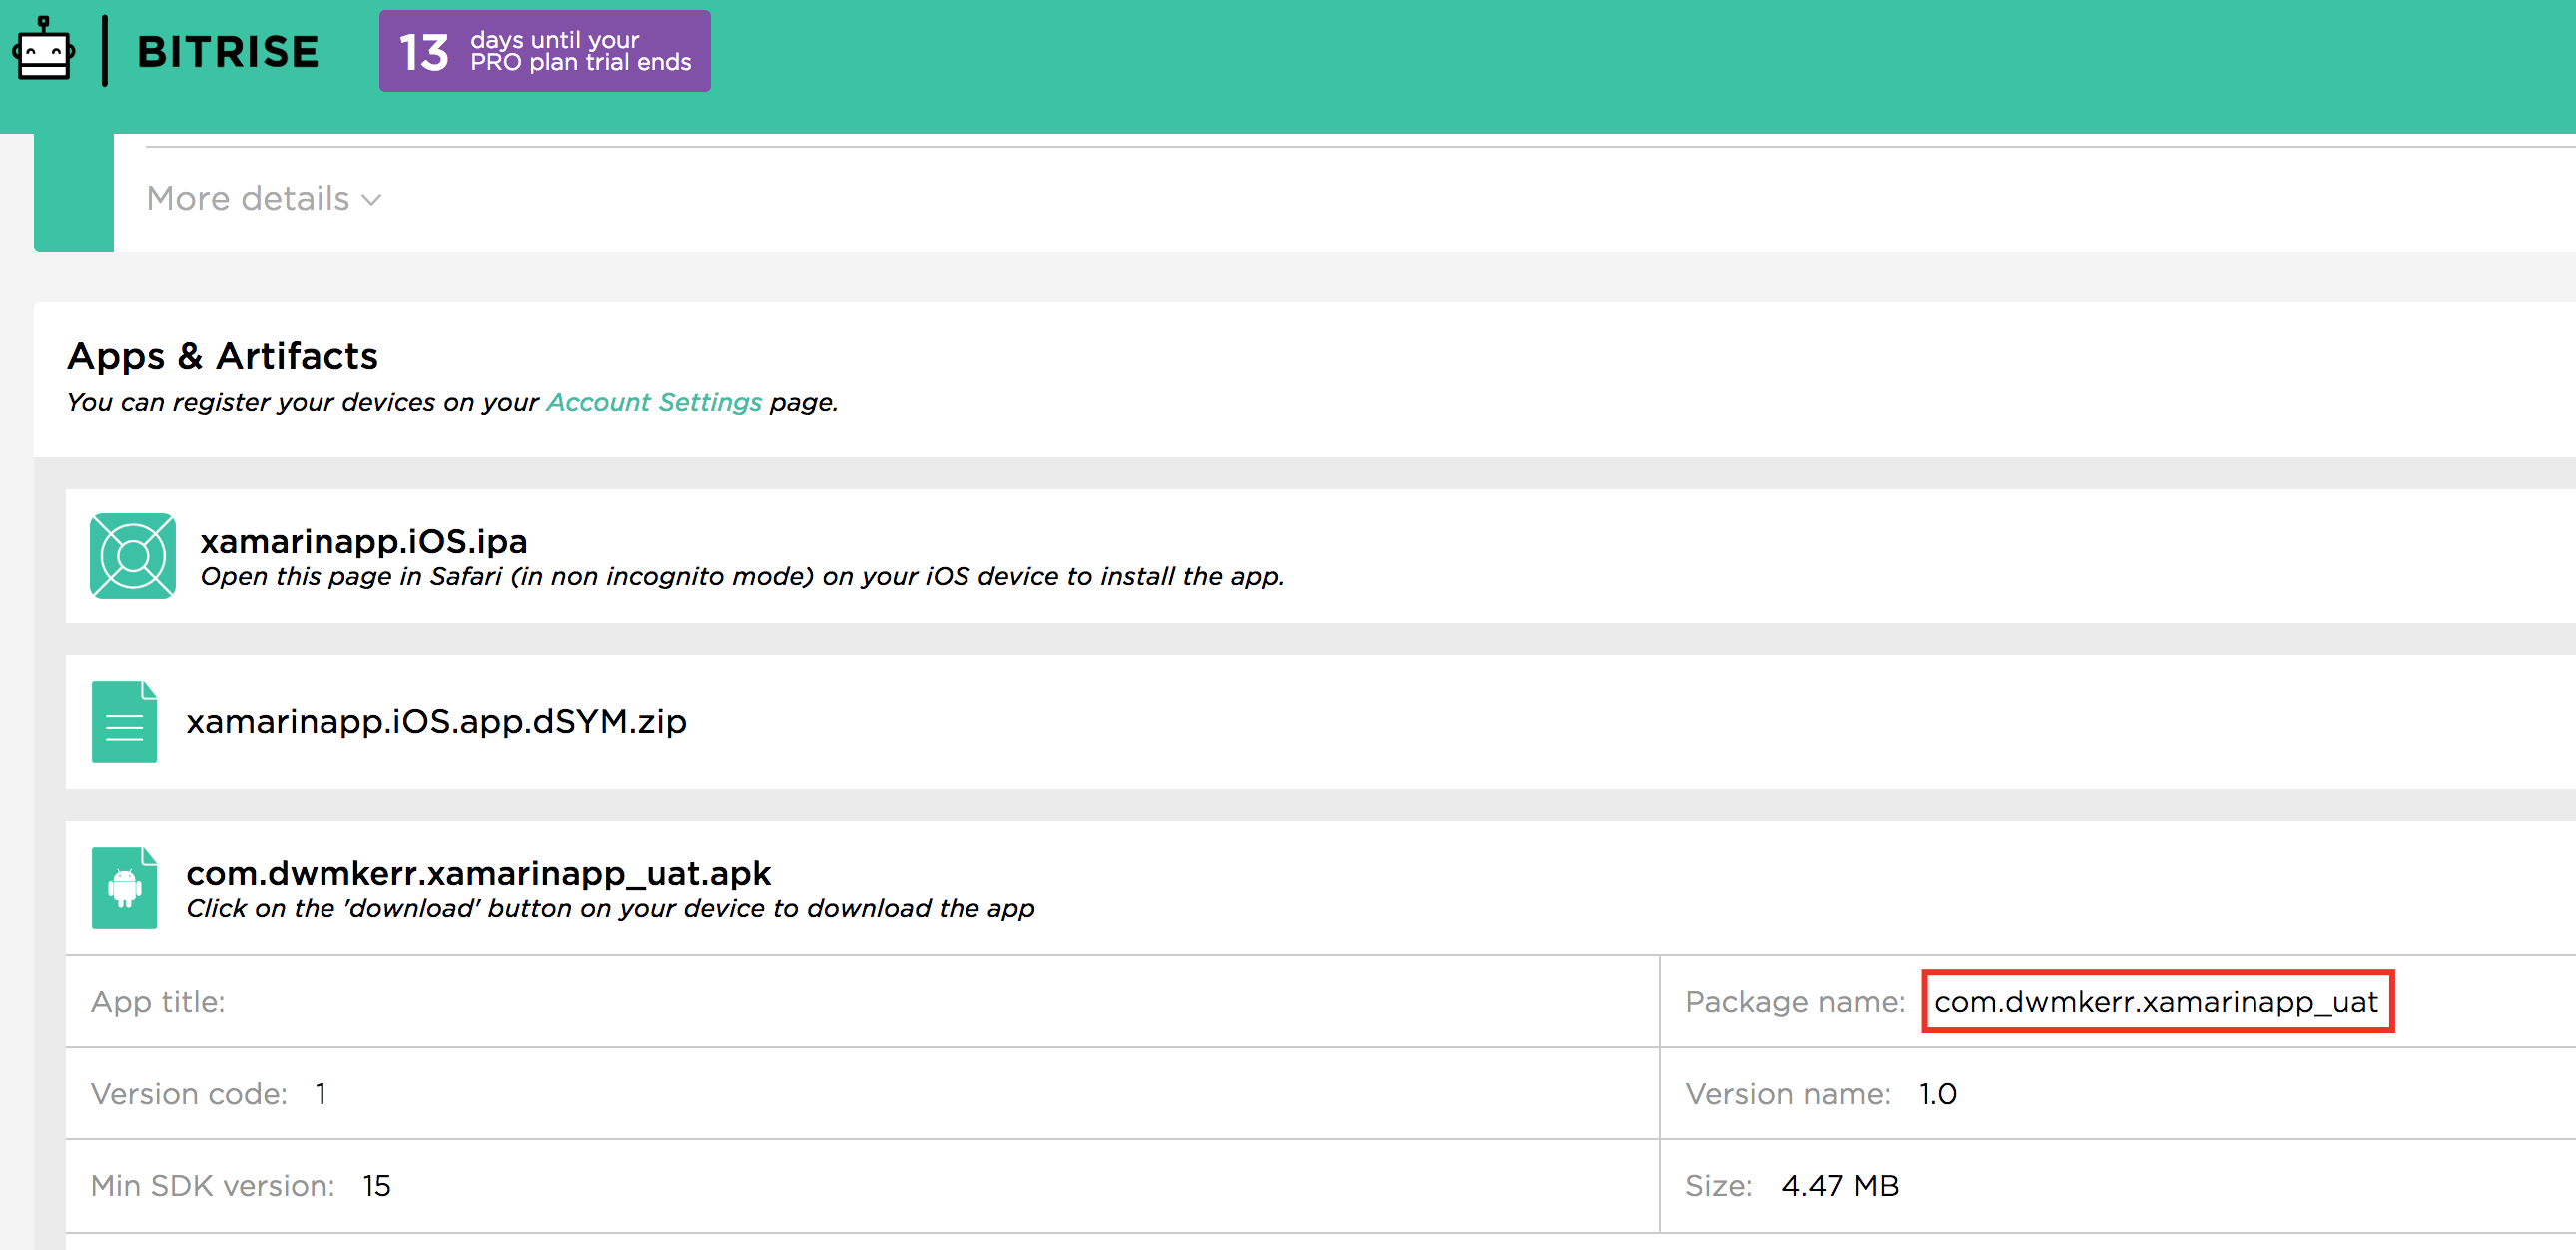 BITRISE
13 days until your
PRO plan trial ends
More details
Apps & Artifacts
You can register your devices on your Account Settings page.
xamarinapp.iOS.ipa
Open this page in Safari (in non incognito mode) on your iOS device to install the app.
xamarinapp.iOS.app.dSYM.zip
com.dwmkerr.xamarinapp_uat.apk
Click on the 'download' button on your device to download the app
App title:
Package name: com.dwmkerr.xamarinapp_uat
Version code: 1
Version name: 1.0
Min SDK version: 15
Size: 4.47 MB